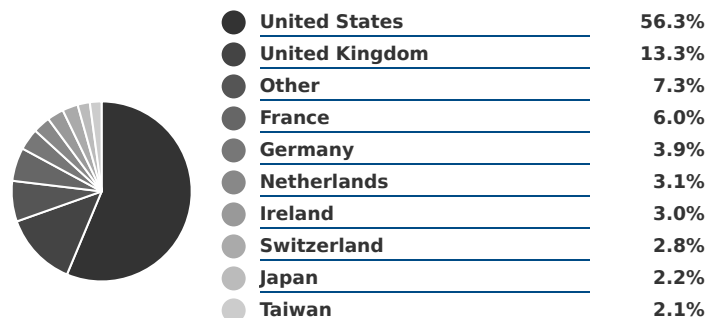 United States 56.3%
United Kingdom 13.3%
Other 7.3%
France 6.0%
Germany 3.9%
Netherlands 3.1%
Ireland 3.0%
Switzerland 2.8%
Japan 2.2%
Taiwan 2.1%